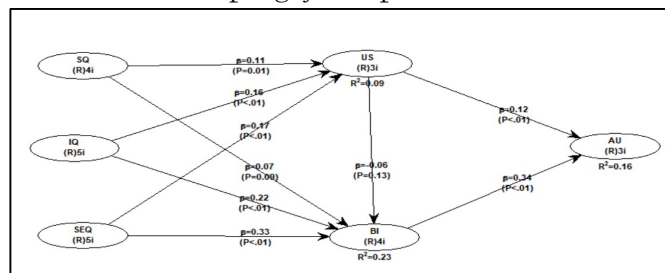 SQ
(R)4i
IQ
(R)5i
SEQ
(R)5i
β=0.11
(P=0.01)
β=0.16
(P<.01)
β=0.17
(P<.01)
β=0.07
(P=0.09)
β=0.22
(P<.01)
β=0.33
(P<.01)
US
(R)3i
R²=0.09
β=-0.06
(P=0.13)
BI
(R)4i
R²=0.23
β=0.12
(P<.01)
β=0.34
(P<.01)
AU
(R)3i
R²=0.16